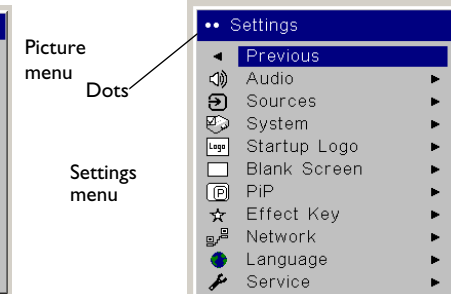 Picture
menu
Dots
Settings
menu
•• Settings
Previous
Audio
Sources
System
Logo Startup Logo
Blank Screen
P PiP
Effect Key
Network
Language
Service